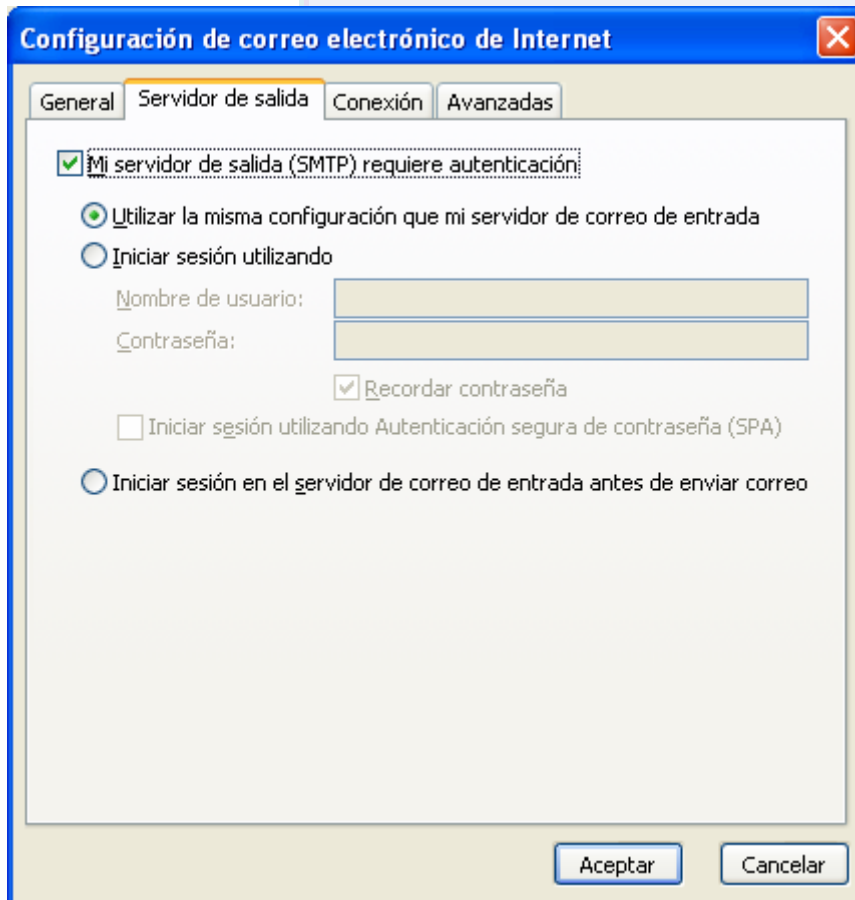 Configuración de correo electrónico de Internet
General Servidor de salida Conexión Avanzadas
Mi servidor de salida (SMTP) requiere autenticación
Utilizar la misma configuración que mi servidor de correo de entrada
Iniciar sesión utilizando
Nombre de usuario:
Contraseña:
Recordar contraseña
Iniciar sesión utilizando Autenticación segura de contraseña (SPA)
Iniciar sesión en el servidor de correo de entrada antes de enviar correo
Aceptar Cancelar